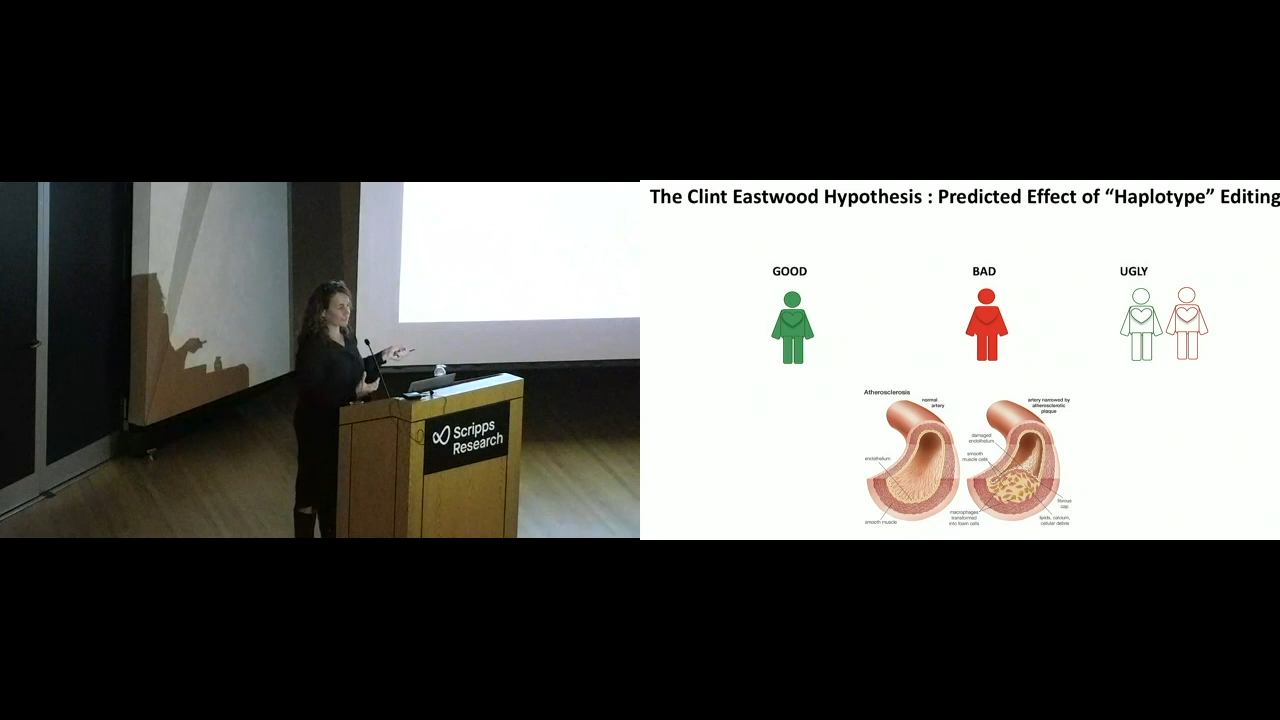 Scripps
Research
The Clint Eastwood Hypothesis : Predicted Effect of “Haplotype” Editing
GOOD
BAD
UGLY
Atherosclerosis
normal
artery
endothelium
smooth muscle
artery narrowed by
atherosclerotic
plaque
damaged
endothelium
smooth
muscle cells
macrophages
transformed
into foam cells
fibrous
cap
lipids, calcium,
cellular debris